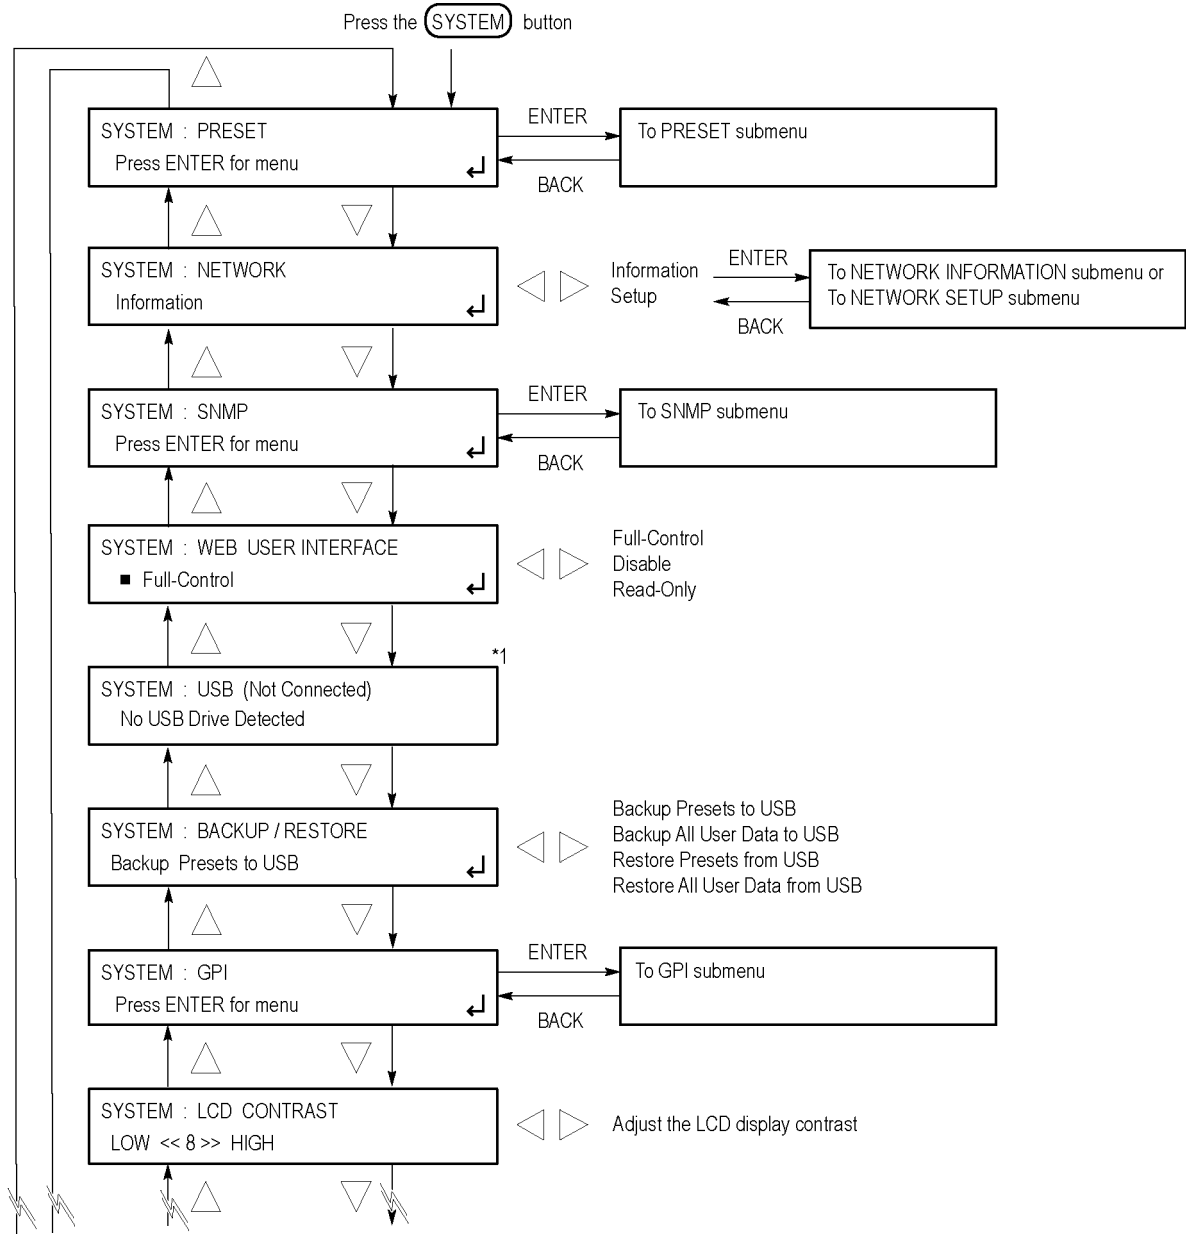 Press the SYSTEM button
SYSTEM : PRESET
Press ENTER for menu
ENTER
BACK
To PRESET submenu
SYSTEM : NETWORK
Information
Information
Setup
ENTER
BACK
To NETWORK INFORMATION submenu or
To NETWORK SETUP submenu
SYSTEM : SNMP
Press ENTER for menu
ENTER
BACK
To SNMP submenu
SYSTEM : WEB USER INTERFACE
■ Full-Control
Full-Control
Disable
Read-Only
*1
SYSTEM : USB (Not Connected)
No USB Drive Detected
SYSTEM : BACKUP / RESTORE
Backup Presets to USB
Backup Presets to USB
Backup All User Data to USB
Restore Presets from USB
Restore All User Data from USB
SYSTEM : GPI
Press ENTER for menu
ENTER
BACK
To GPI submenu
SYSTEM : LCD CONTRAST
LOW << 8 >> HIGH
Adjust the LCD display contrast